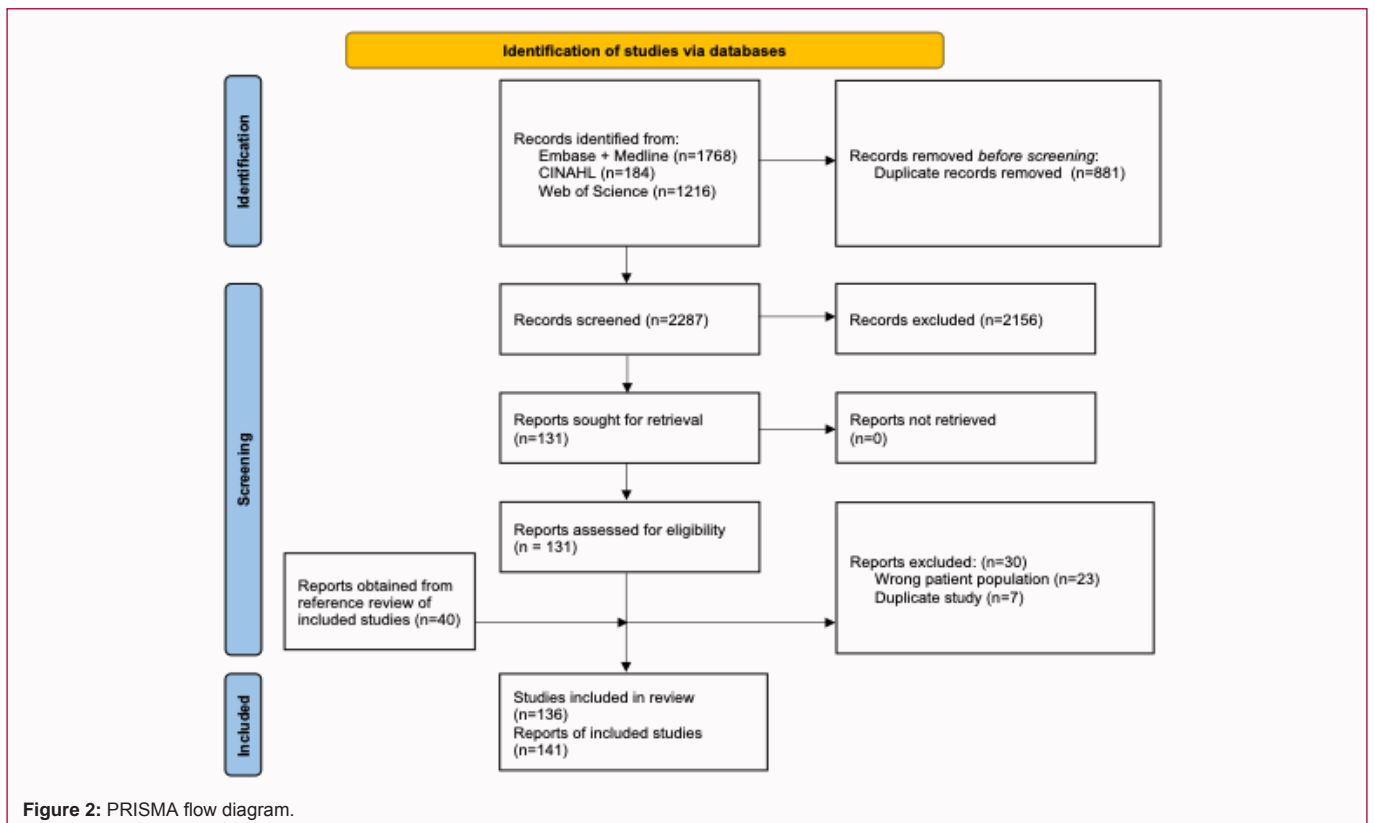 Identification of studies via databases
Identification
Records identified from:
Embase + Medline (n=1768)
CINAHL (n=184)
Web of Science (n=1216)
Records removed before screening:
Duplicate records removed (n=881)
Screening
Records screened (n=2287)
Records excluded (n=2156)
Reports sought for retrieval
(n=131)
Reports not retrieved
(n=0)
Reports assessed for eligibility
(n = 131)
Reports obtained from
reference review of
included studies (n=40)
Reports excluded: (n=30)
Wrong patient population (n=23)
Duplicate study (n=7)
Included
Studies included in review
(n=136)
Reports of included studies
(n=141)
Figure 2: PRISMA flow diagram.